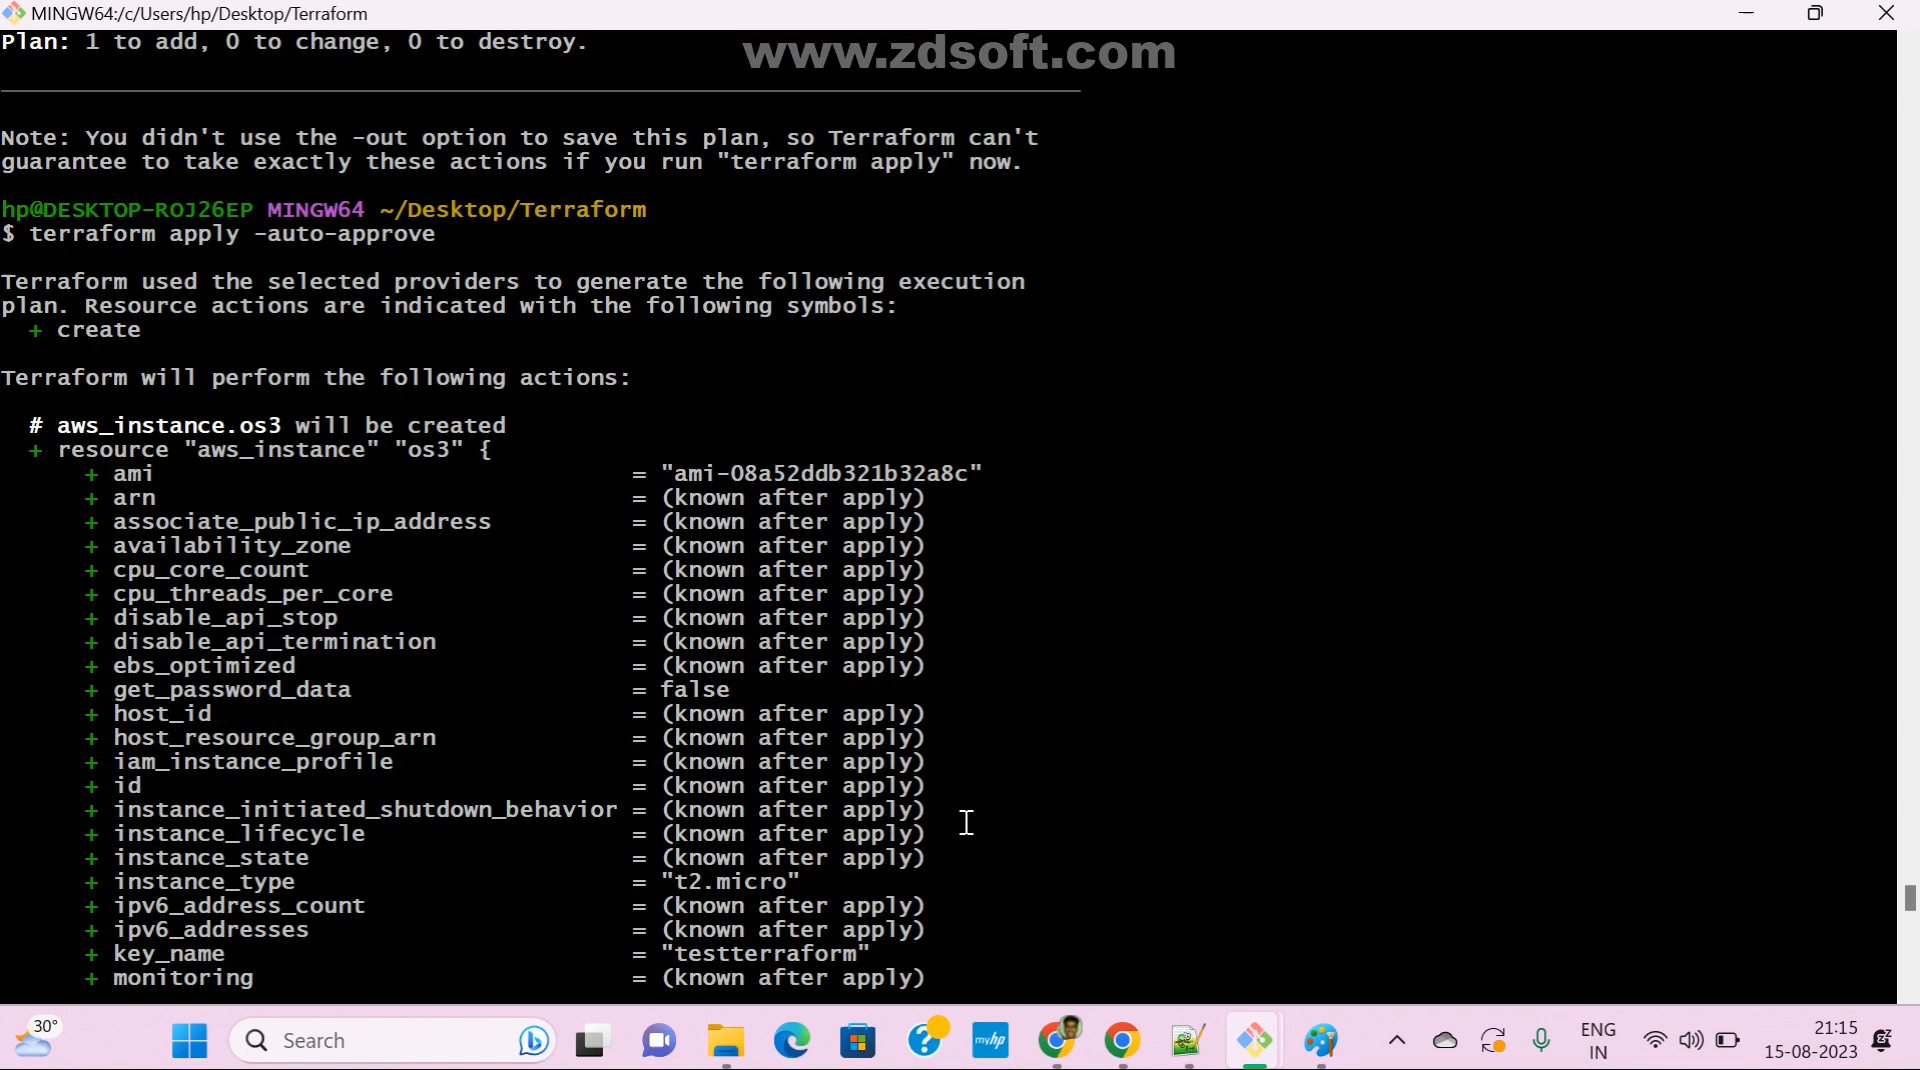 MINGW64:/c/Users/hp/Desktop/Terraform
Plan: 1 to add, 0 to change, 0 to destroy.
www.zdsoft.com
Note: You didn't use the -out option to save this plan, so Terraform can't
guarantee to take exactly these actions if you run "terraform apply" now.
hp@DESKTOP-ROJ26EP MINGW64 ~/Desktop/Terraform
$ terraform apply -auto-approve
Terraform used the selected providers to generate the following execution
plan. Resource actions are indicated with the following symbols:
+ create
Terraform will perform the following actions:
# aws_instance.os3 will be created
+ resource "aws_instance" "os3" {
+ ami = "ami-08a52ddb321b32a8c"
+ arn = (known after apply)
+ associate_public_ip_address = (known after apply)
+ availability_zone = (known after apply)
+ cpu_core_count = (known after apply)
+ cpu_threads_per_core = (known after apply)
+ disable_api_stop = (known after apply)
+ disable_api_termination = (known after apply)
+ ebs_optimized = (known after apply)
+ get_password_data = false
+ host_id = (known after apply)
+ host_resource_group_arn = (known after apply)
+ iam_instance_profile = (known after apply)
+ id = (known after apply)
+ instance_initiated_shutdown_behavior = (known after apply)
+ instance_lifecycle = (known after apply)
+ instance_state = (known after apply)
+ instance_type = "t2.micro"
+ ipv6_address_count = (known after apply)
+ ipv6_addresses = (known after apply)
+ key_name = "testterraform"
+ monitoring = (known after apply)
30°
Search
myhp
ENG
IN
21:15
15-08-2023